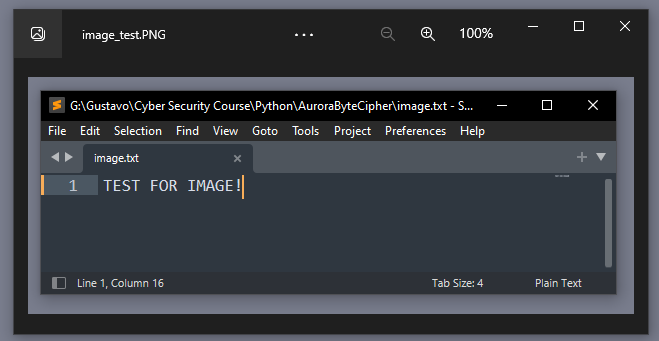 image_test.PNG ... 100%
G:\Gustavo\Cyber Security Course\Python\AuroraByteCipher\image.txt - S...
File Edit Selection Find View Goto Tools Project Preferences Help
image.txt
1 TEST FOR IMAGE!
Line 1, Column 16 Tab Size: 4 Plain Text